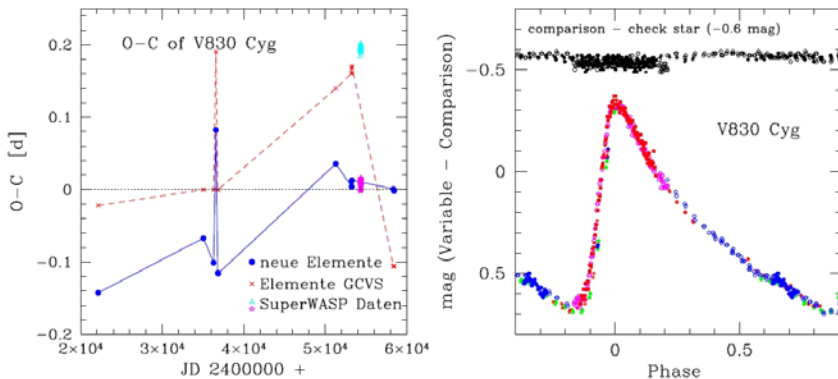 O-C of V830 Cyg
0.2
0.1
0
−0.1
−0.2
O-C [d]
neue Elemente
Elemente GCVS
SuperWASP Daten
2×10⁴ 3×10⁴ 4×10⁴ 5×10⁴ 6×10⁴
JD 2400000 +
comparison − check star (−0.6 mag)
V830 Cyg
−0.5
0
0.5
mag (Variable − Comparison)
0 0.5
Phase